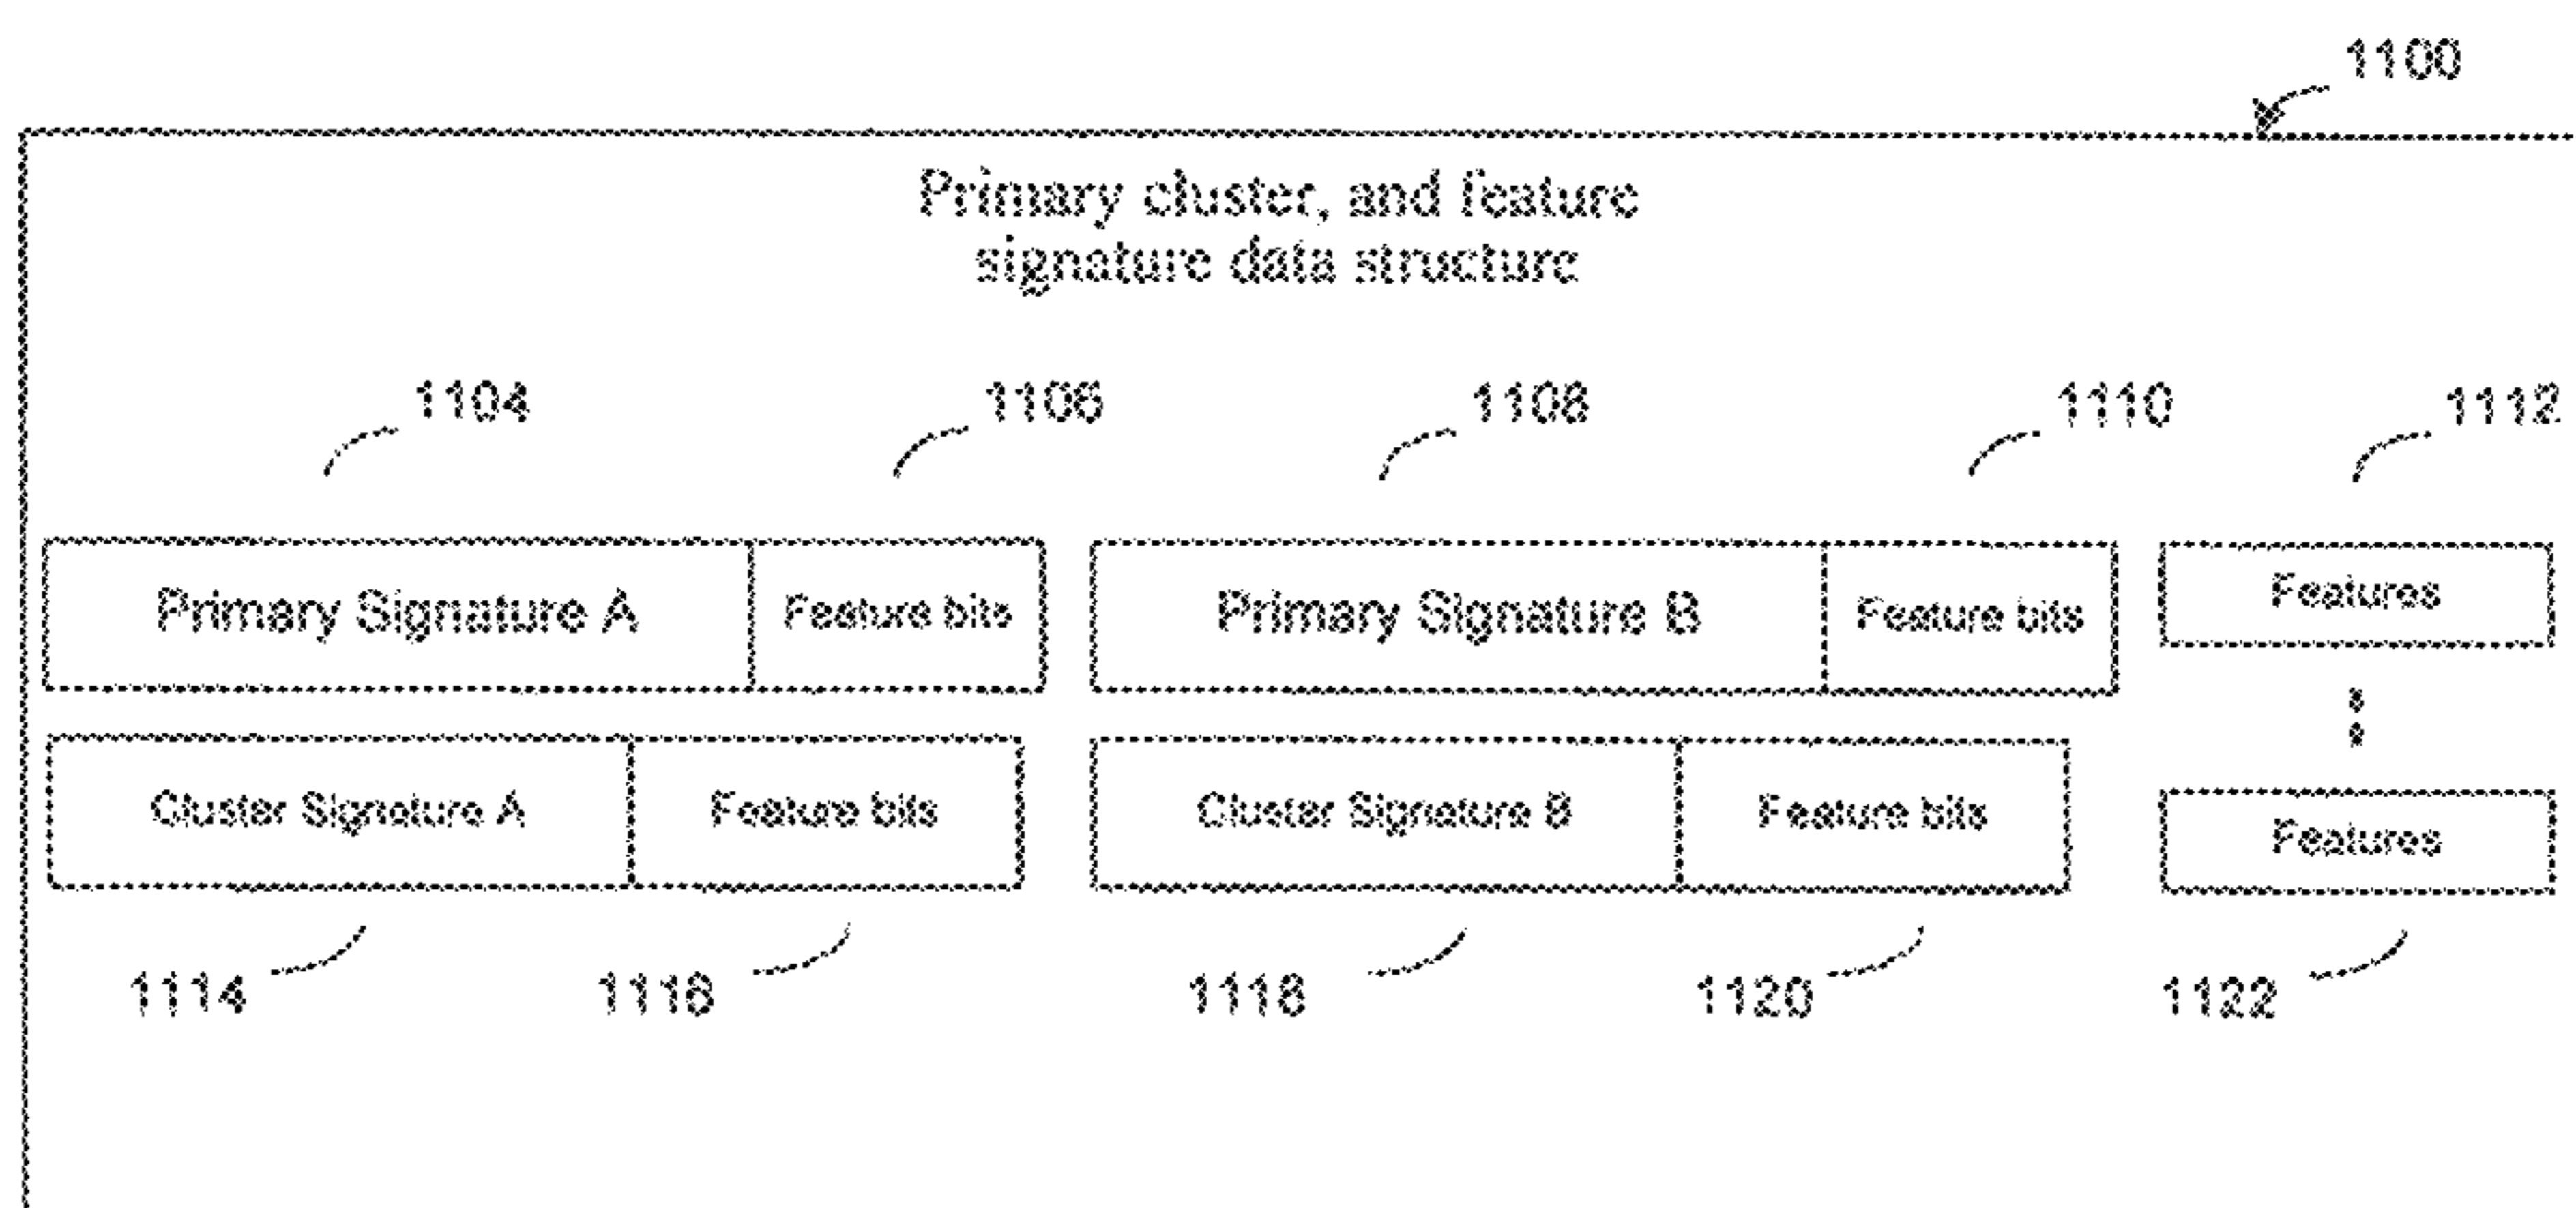 1100
Primary cluster, and feature
signature data structure
1104 1106 1108 1110 1112
Primary Signature A Feature bits Primary Signature B Feature bits Features
Cluster Signature A Feature bits Cluster Signature B Feature bits Features
1114 1116 1118 1120 1122